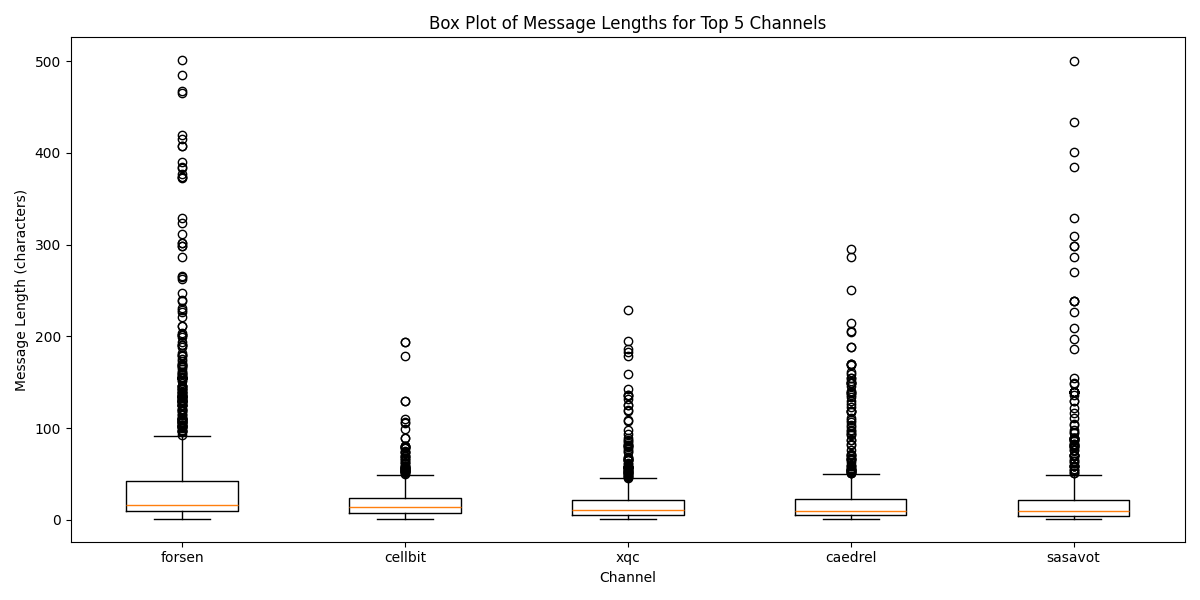 Box Plot of Message Lengths for Top 5 Channels
Message Length (characters)
500
400
300
200
100
0
forsen cellbit xqc caedrel sasavot
Channel